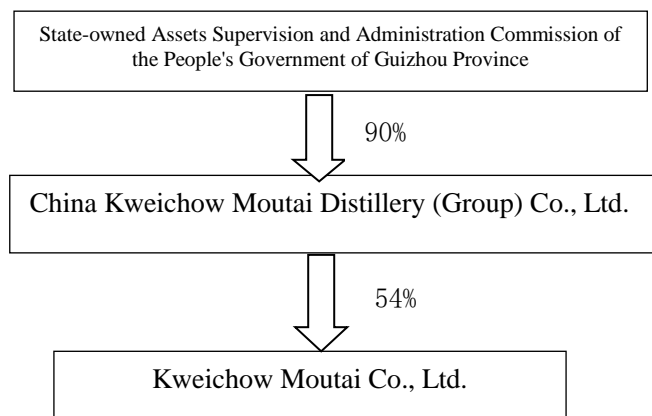 State-owned Assets Supervision and Administration Commission of
the People's Government of Guizhou Province
90%
China Kweichow Moutai Distillery (Group) Co., Ltd.
54%
Kweichow Moutai Co., Ltd.